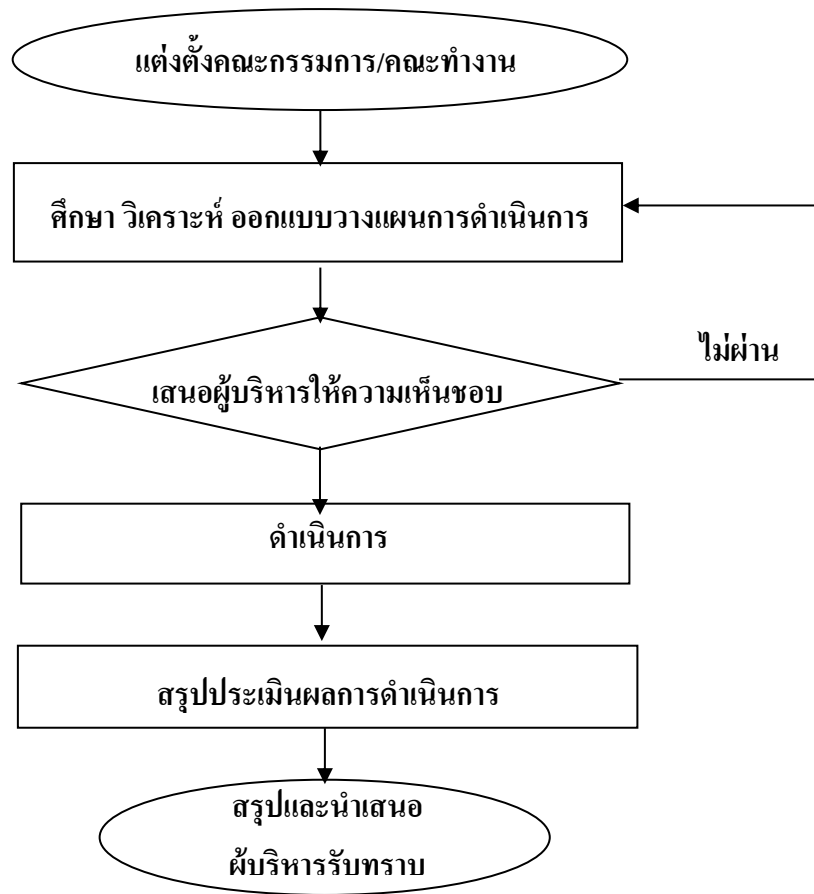 แต่งตั้งคณะกรรมการ/คณะทำงาน
ศึกษา วิเคราะห์ ออกแบบวางแผนการดำเนินการ
ไม่ผ่าน
เสนอผู้บริหารให้ความเห็นชอบ
ดำเนินการ
สรุปประเมินผลการดำเนินการ
สรุปและนำเสนอ
ผู้บริหารรับทราบ